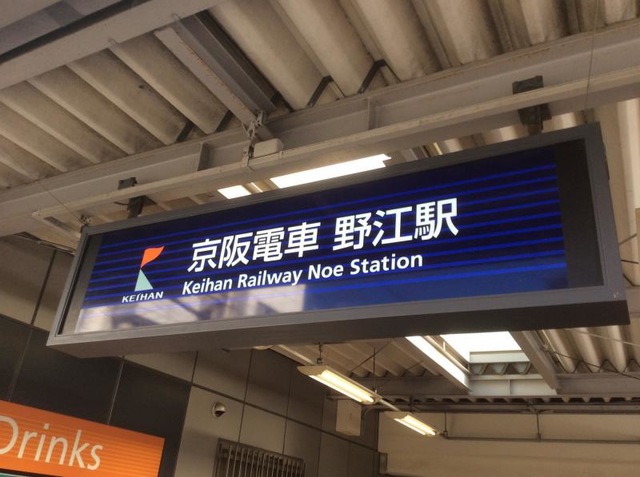 京阪電車 野江駅
KEIHAN
Keihan Railway Noe Station
Drinks